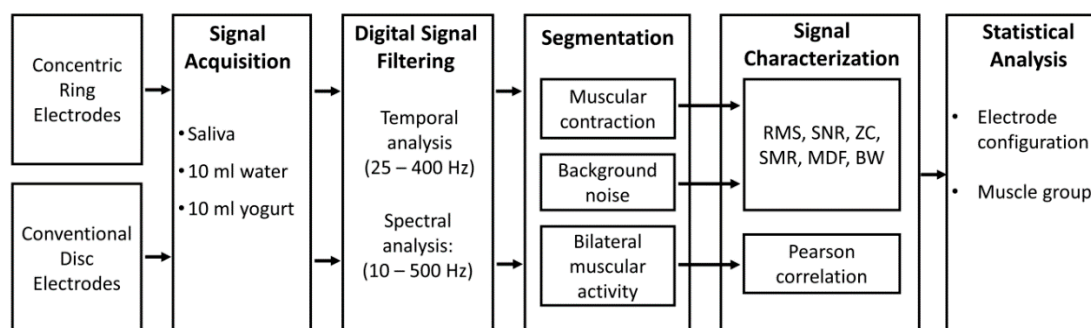 Concentric
Ring
Electrodes
Conventional
Disc
Electrodes
Signal
Acquisition
• Saliva
• 10 ml water
• 10 ml yogurt
Digital Signal
Filtering
Temporal
analysis
(25 – 400 Hz)
Spectral
analysis:
(10 – 500 Hz)
Segmentation
Muscular
contraction
Background
noise
Bilateral
muscular
activity
Signal
Characterization
RMS, SNR, ZC,
SMR, MDF, BW
Pearson
correlation
Statistical
Analysis
• Electrode
configuration
• Muscle group